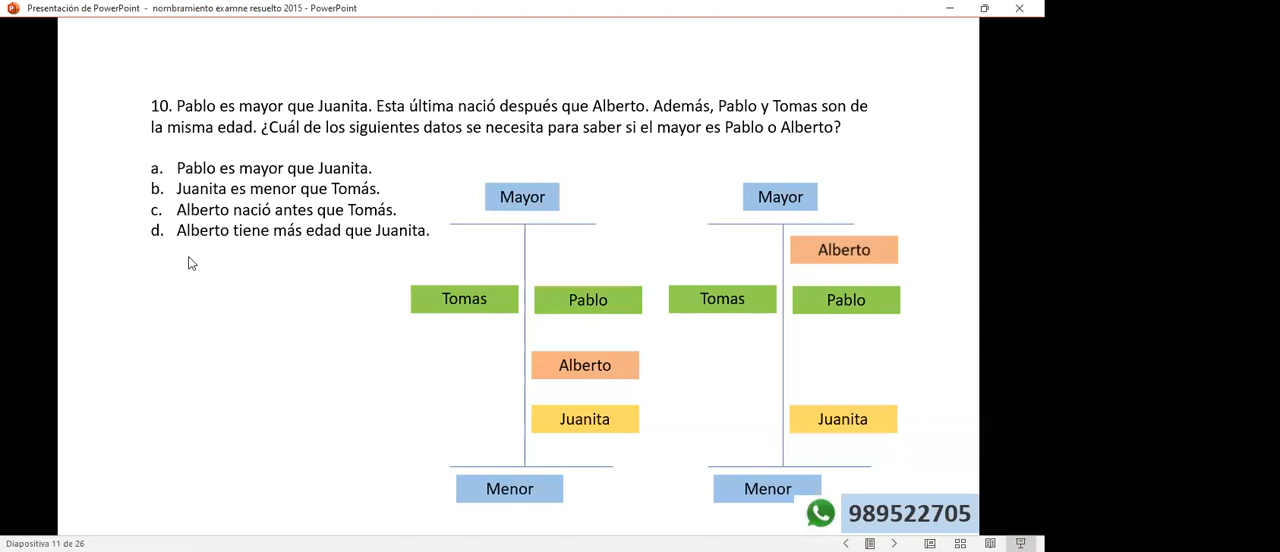 Presentación de PowerPoint - nombramiento examne resuelto 2015 - PowerPoint
10. Pablo es mayor que Juanita. Esta última nació después que Alberto. Además, Pablo y Tomas son de
la misma edad. ¿Cuál de los siguientes datos se necesita para saber si el mayor es Pablo o Alberto?
a. Pablo es mayor que Juanita.
b. Juanita es menor que Tomás.
c. Alberto nació antes que Tomás.
d. Alberto tiene más edad que Juanita.
Mayor
Tomas
Pablo
Alberto
Juanita
Menor
Mayor
Alberto
Tomas
Pablo
Juanita
Menor
989522705
Diapositiva 11 de 26